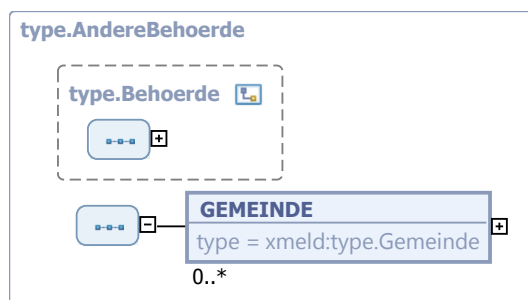 type.AndereBehoerde
type.Behoerde
GEMEINDE
type = xmeld:type.Gemeinde
0..*